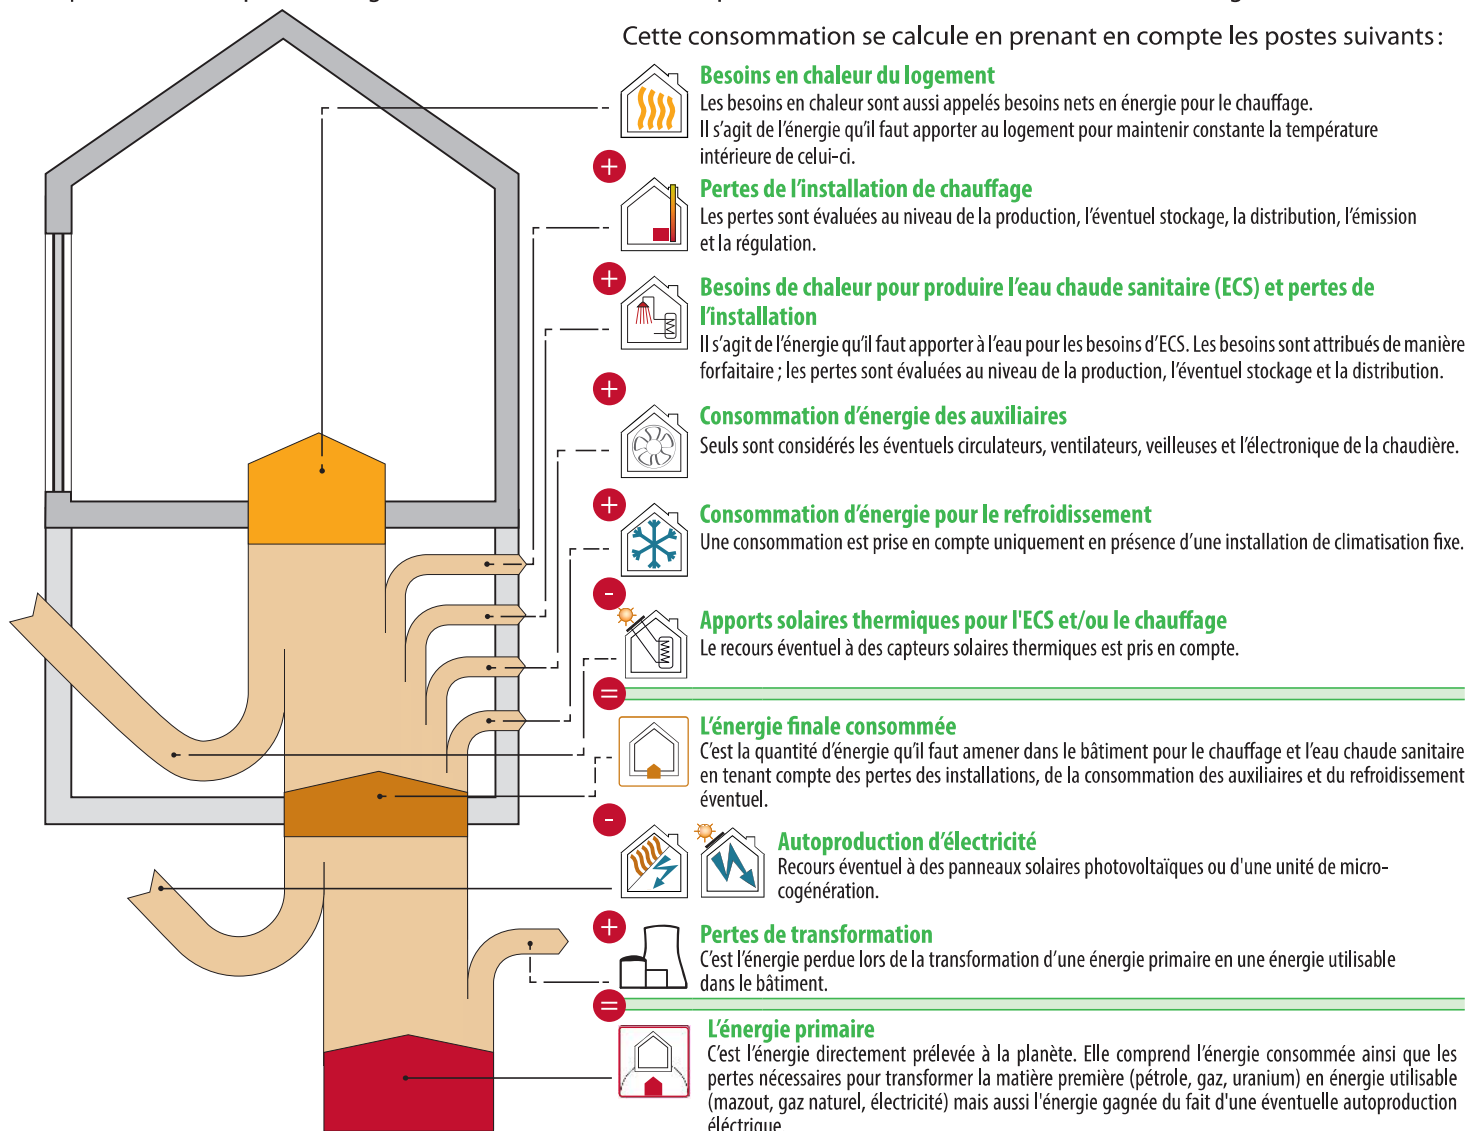 Cette consommation se calcule en prenant en compte les postes suivants :
Besoins en chaleur du logement
Les besoins en chaleur sont aussi appelés besoins nets en énergie pour le chauffage.
Il s'agit de l'énergie qu'il faut apporter au logement pour maintenir constante la température
intérieure de celui-ci.
+
Pertes de l'installation de chauffage
Les pertes sont évaluées au niveau de la production, l'éventuel stockage, la distribution, l'émission
et la régulation.
+
Besoins de chaleur pour produire l'eau chaude sanitaire (ECS) et pertes de
l'installation
Il s'agit de l'énergie qu'il faut apporter à l'eau pour les besoins d'ECS. Les besoins sont attribués de manière
forfaitaire ; les pertes sont évaluées au niveau de la production, l'éventuel stockage et la distribution.
+
Consommation d'énergie des auxiliaires
Seuls sont considérés les éventuels circulateurs, ventilateurs, veilleuses et l'électronique de la chaudière.
+
Consommation d'énergie pour le refroidissement
Une consommation est prise en compte uniquement en présence d'une installation de climatisation fixe.
-
Apports solaires thermiques pour l'ECS et/ou le chauffage
Le recours éventuel à des capteurs solaires thermiques est pris en compte.
=
L'énergie finale consommée
C'est la quantité d'énergie qu'il faut amener dans le bâtiment pour le chauffage et l'eau chaude sanitaire
en tenant compte des pertes des installations, de la consommation des auxiliaires et du refroidissement
éventuel.
-
Autoproduction d'électricité
Recours éventuel à des panneaux solaires photovoltaïques ou d'une unité de micro-
cogénération.
+
Pertes de transformation
C'est l'énergie perdue lors de la transformation d'une énergie primaire en une énergie utilisable
dans le bâtiment.
=
L'énergie primaire
C'est l'énergie directement prélevée à la planète. Elle comprend l'énergie consommée ainsi que les
pertes nécessaires pour transformer la matière première (pétrole, gaz, uranium) en énergie utilisable
(mazout, gaz naturel, électricité) mais aussi l'énergie gagnée du fait d'une éventuelle autoproduction
éléctrique